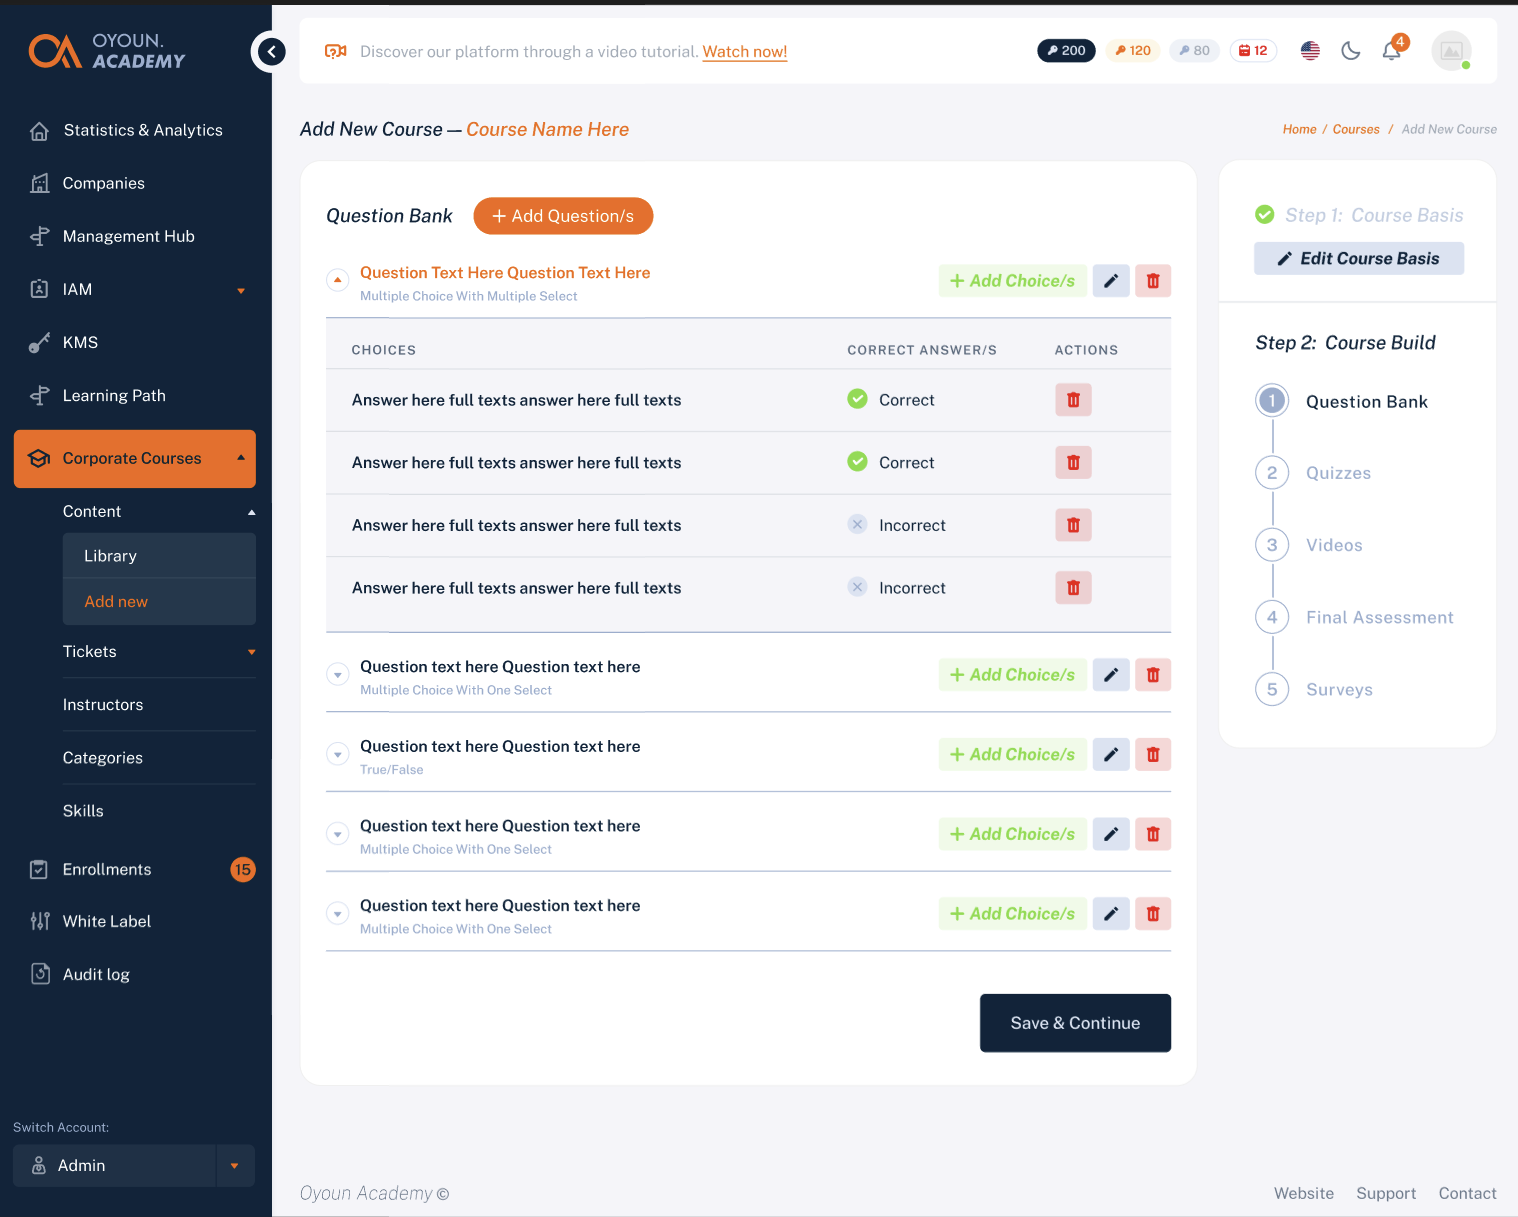 OYOUN.
ACADEMY
Statistics & Analytics
Companies
Management Hub
IAM
KMS
Learning Path
Corporate Courses
Content
Library
Add new
Tickets
Instructors
Categories
Skills
Enrollments 15
White Label
Audit log
Switch Account:
Admin
Discover our platform through a video tutorial. Watch now!
200 120 80 12 4
Add New Course — Course Name Here
Home / Courses / Add New Course
Question Bank + Add Question/s
Question Text Here Question Text Here
Multiple Choice With Multiple Select
+ Add Choice/s
CHOICES CORRECT ANSWER/S ACTIONS
Answer here full texts answer here full texts Correct
Answer here full texts answer here full texts Correct
Answer here full texts answer here full texts Incorrect
Answer here full texts answer here full texts Incorrect
Question text here Question text here
Multiple Choice With One Select
+ Add Choice/s
Question text here Question text here
True/False
+ Add Choice/s
Question text here Question text here
Multiple Choice With One Select
+ Add Choice/s
Question text here Question text here
Multiple Choice With One Select
+ Add Choice/s
Save & Continue
Step 1: Course Basis
Edit Course Basis
Step 2: Course Build
1 Question Bank
2 Quizzes
3 Videos
4 Final Assessment
5 Surveys
Oyoun Academy ©
Website Support Contact